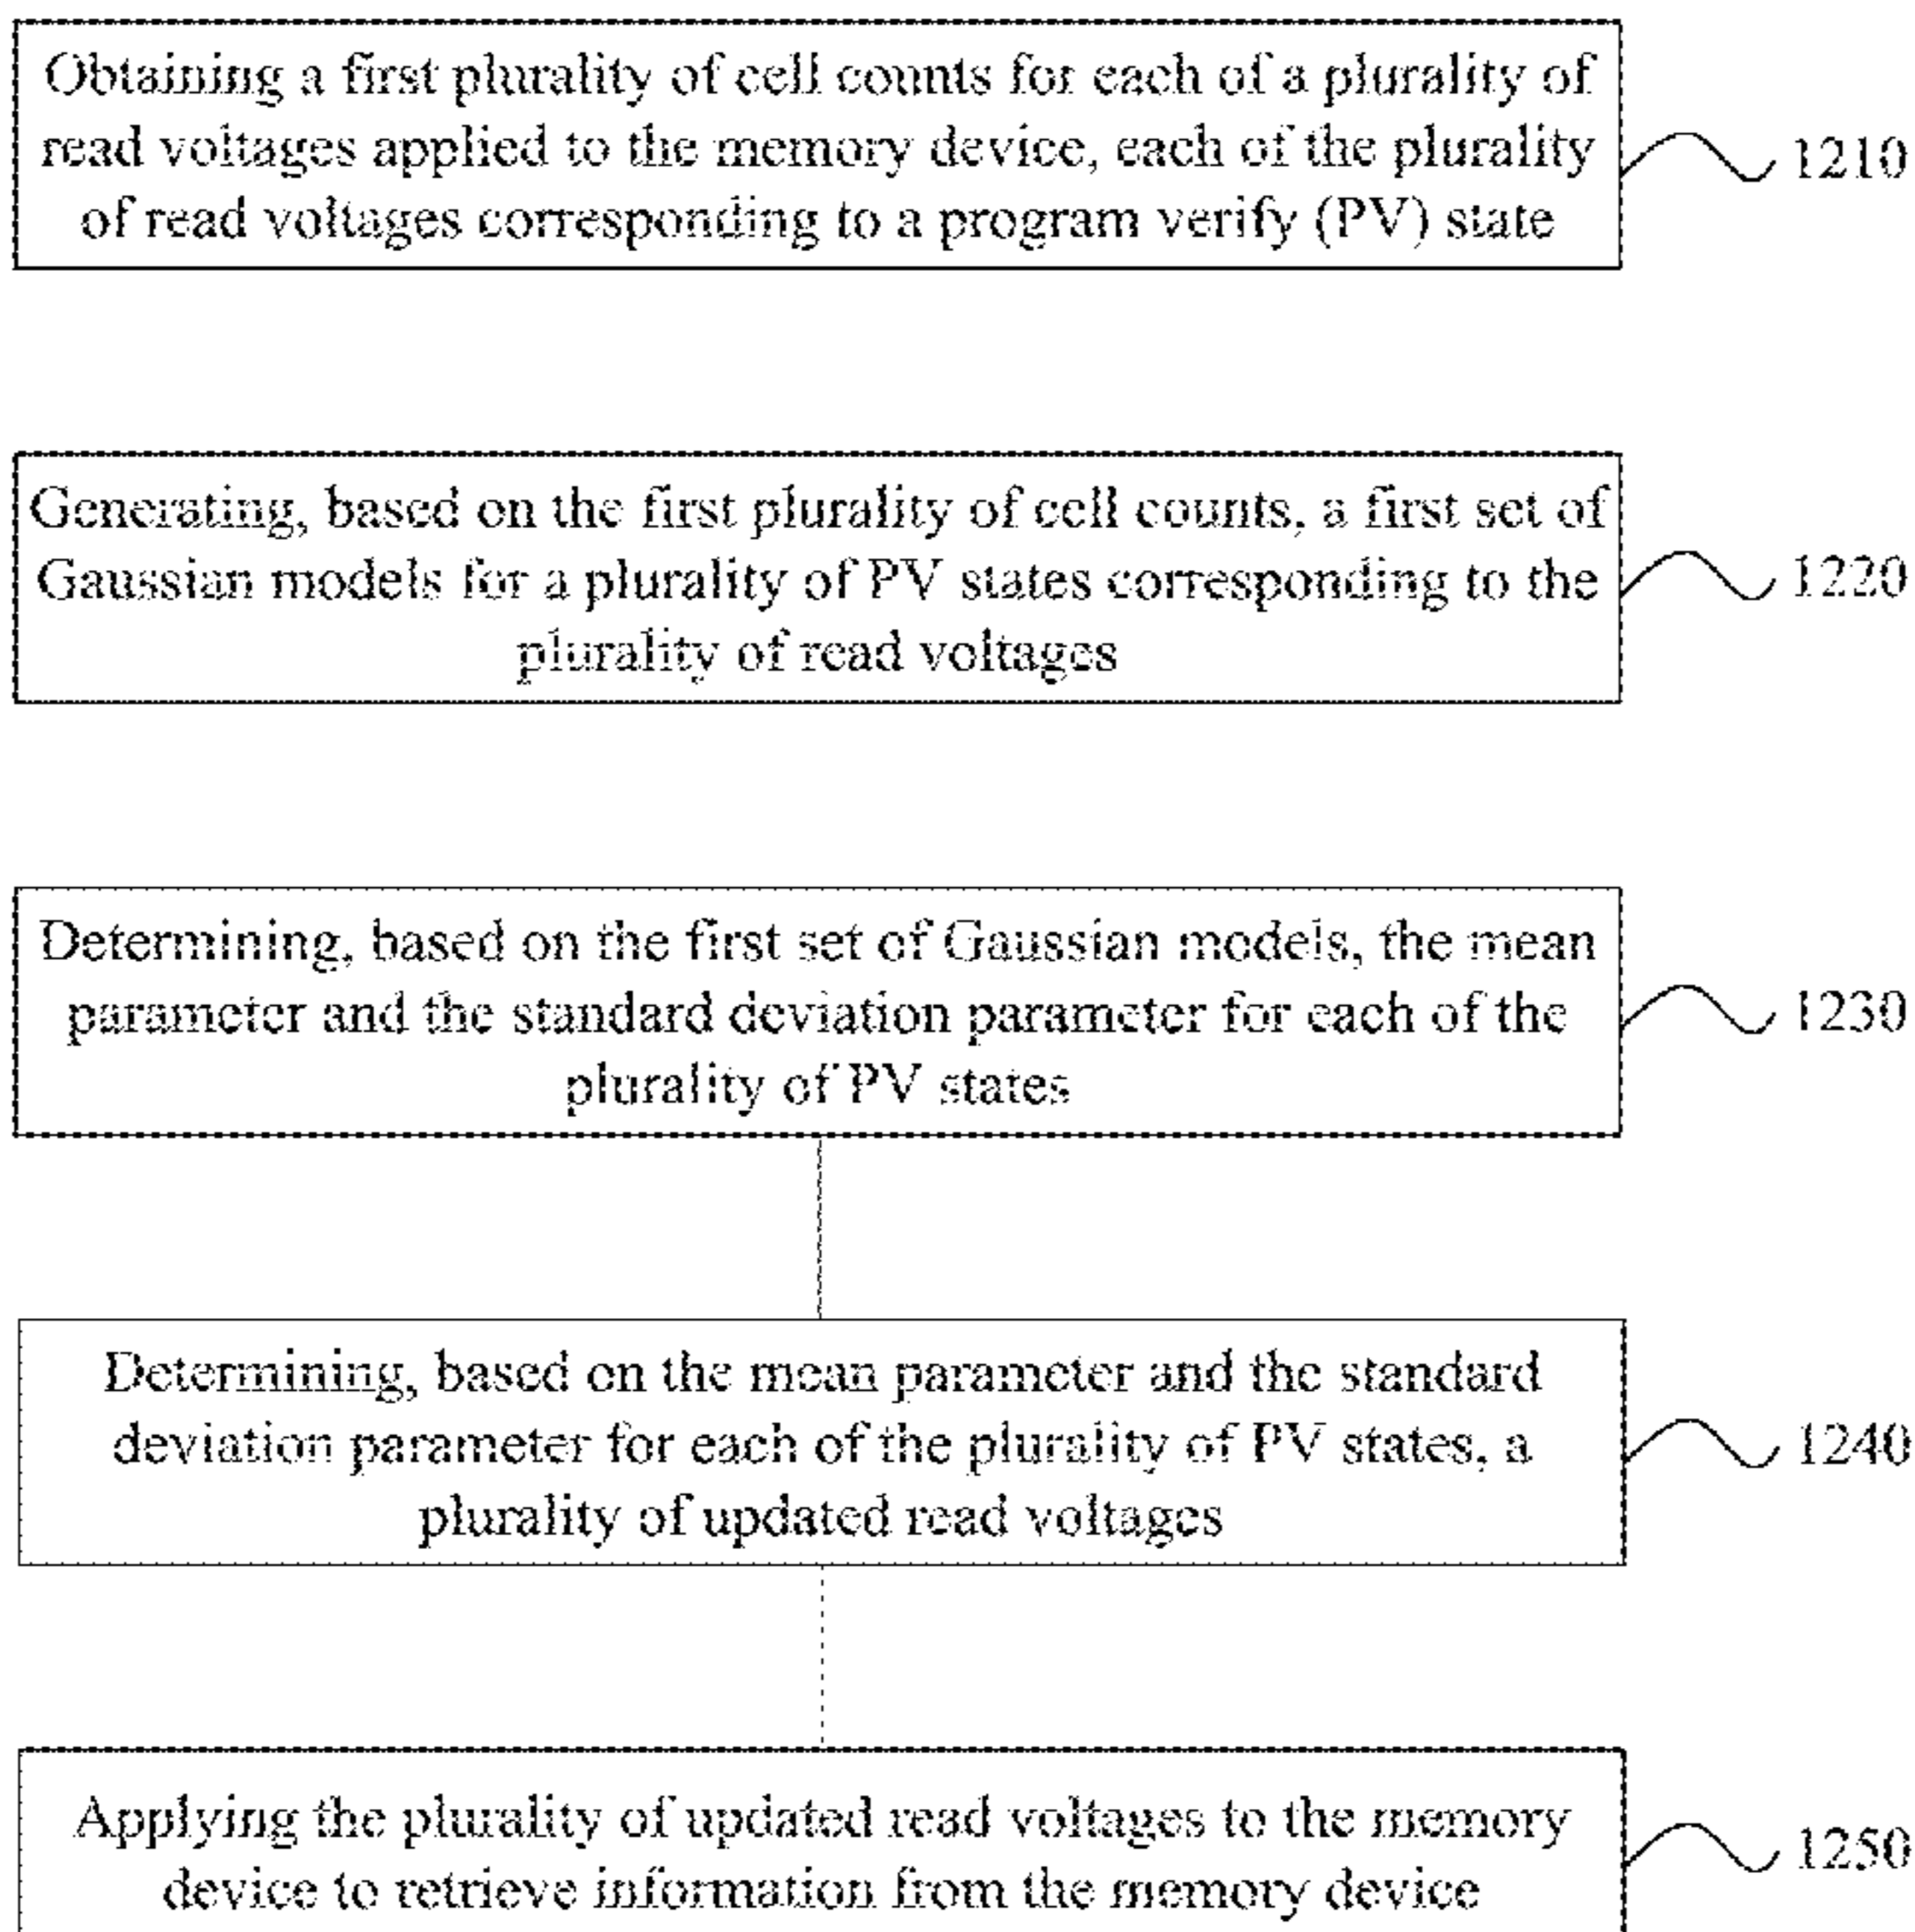 Obtaining a first plurality of cell counts for each of a plurality of
read voltages applied to the memory device, each of the plurality
of read voltages corresponding to a program verify (PV) state
1210
Generating, based on the first plurality of cell counts, a first set of
Gaussian models for a plurality of PV states corresponding to the
plurality of read voltages
1220
Determining, based on the first set of Gaussian models, the mean
parameter and the standard deviation parameter for each of the
plurality of PV states
1230
Determining, based on the mean parameter and the standard
deviation parameter for each of the plurality of PV states, a
plurality of updated read voltages
1240
Applying the plurality of updated read voltages to the memory
device to retrieve information from the memory device
1250